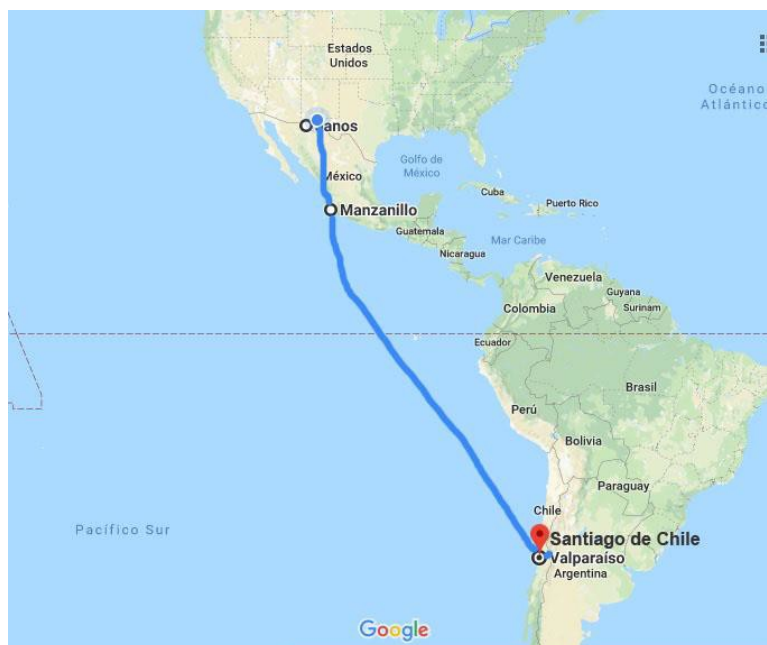 Estados
Unidos
Océano
Atlántico
anos
Golfo de
México
México
Cuba
Puerto Rico
Manzanillo
Guatemala
Mar Caribe
Nicaragua
Venezuela
Guyana
Colombia
Surinam
Ecuador
Brasil
Perú
Bolivia
Paraguay
Chile
Pacífico Sur
Santiago de Chile
Valparaíso
Argentina
Google